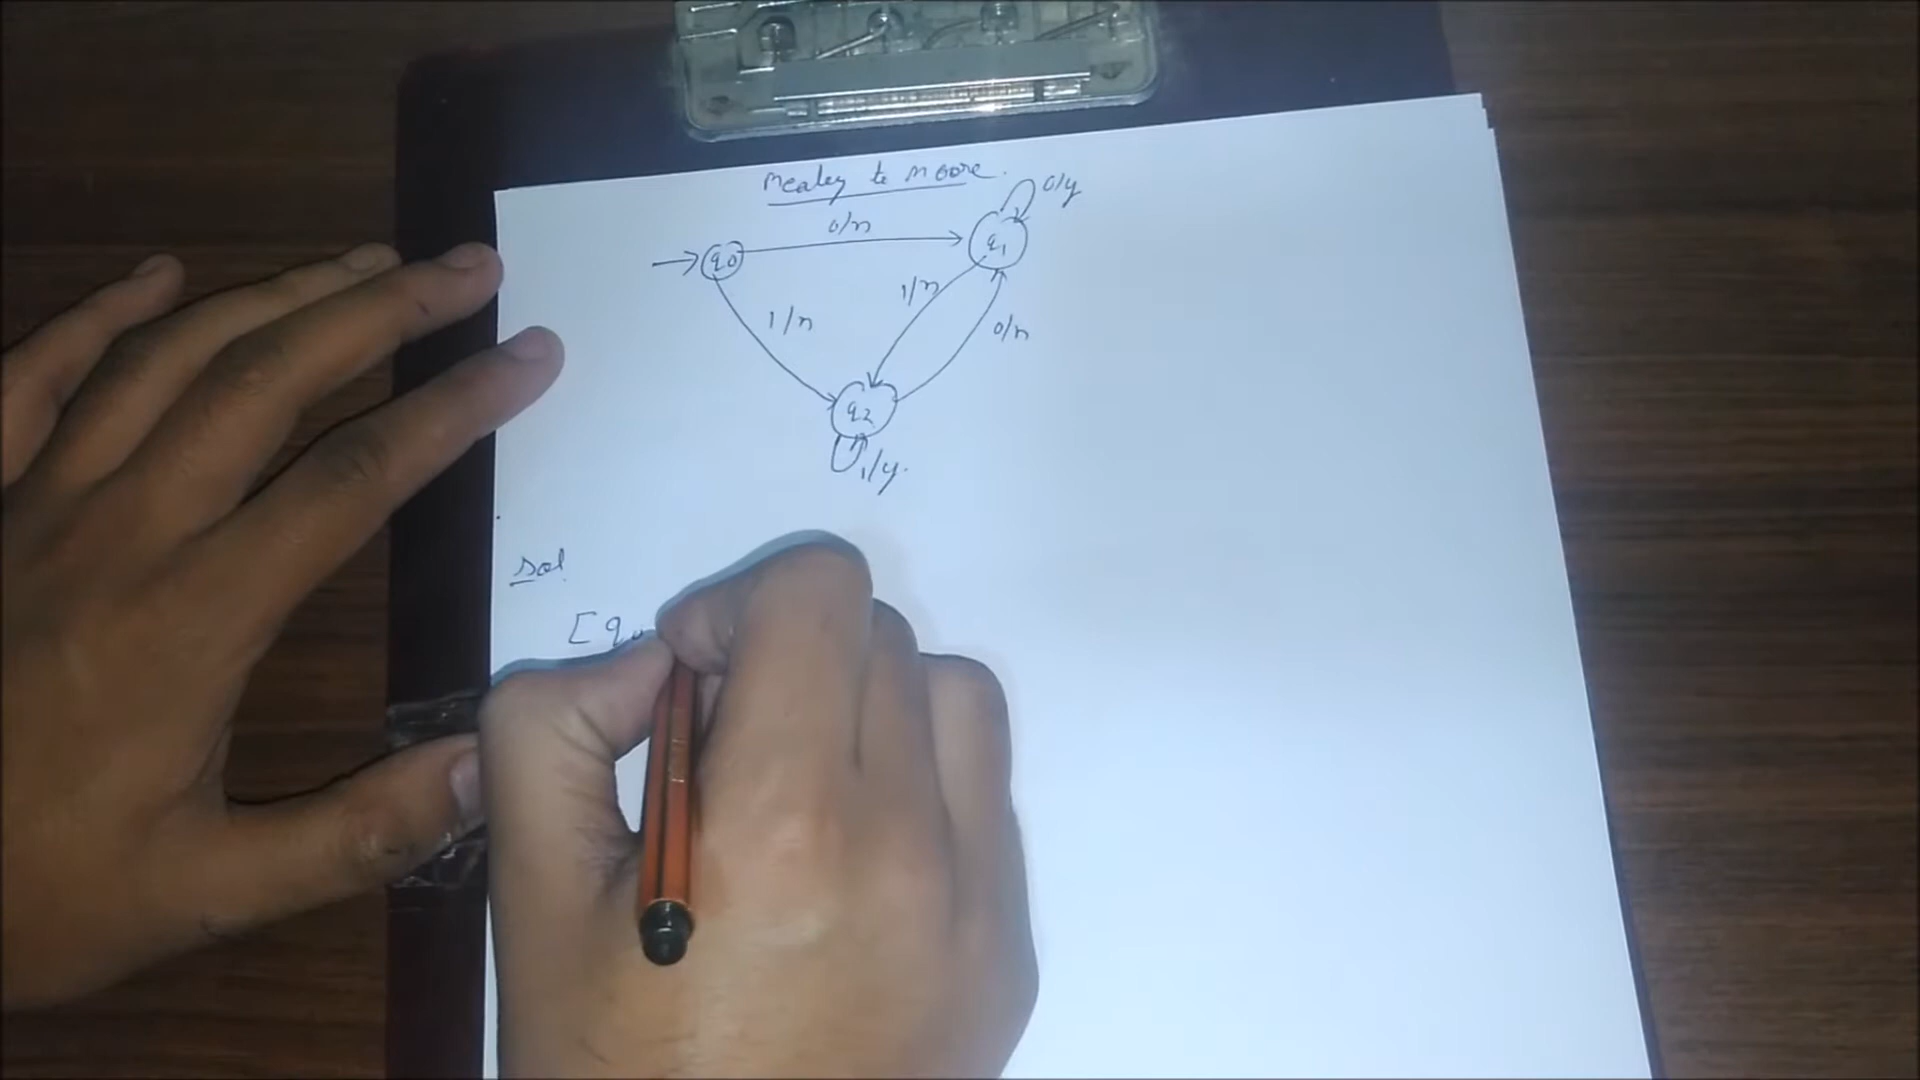 Mealey to Moore.
0/y
0/n
q0
q1
1/n
0/n
1/n
q2
1/y.
Sol.
[q0